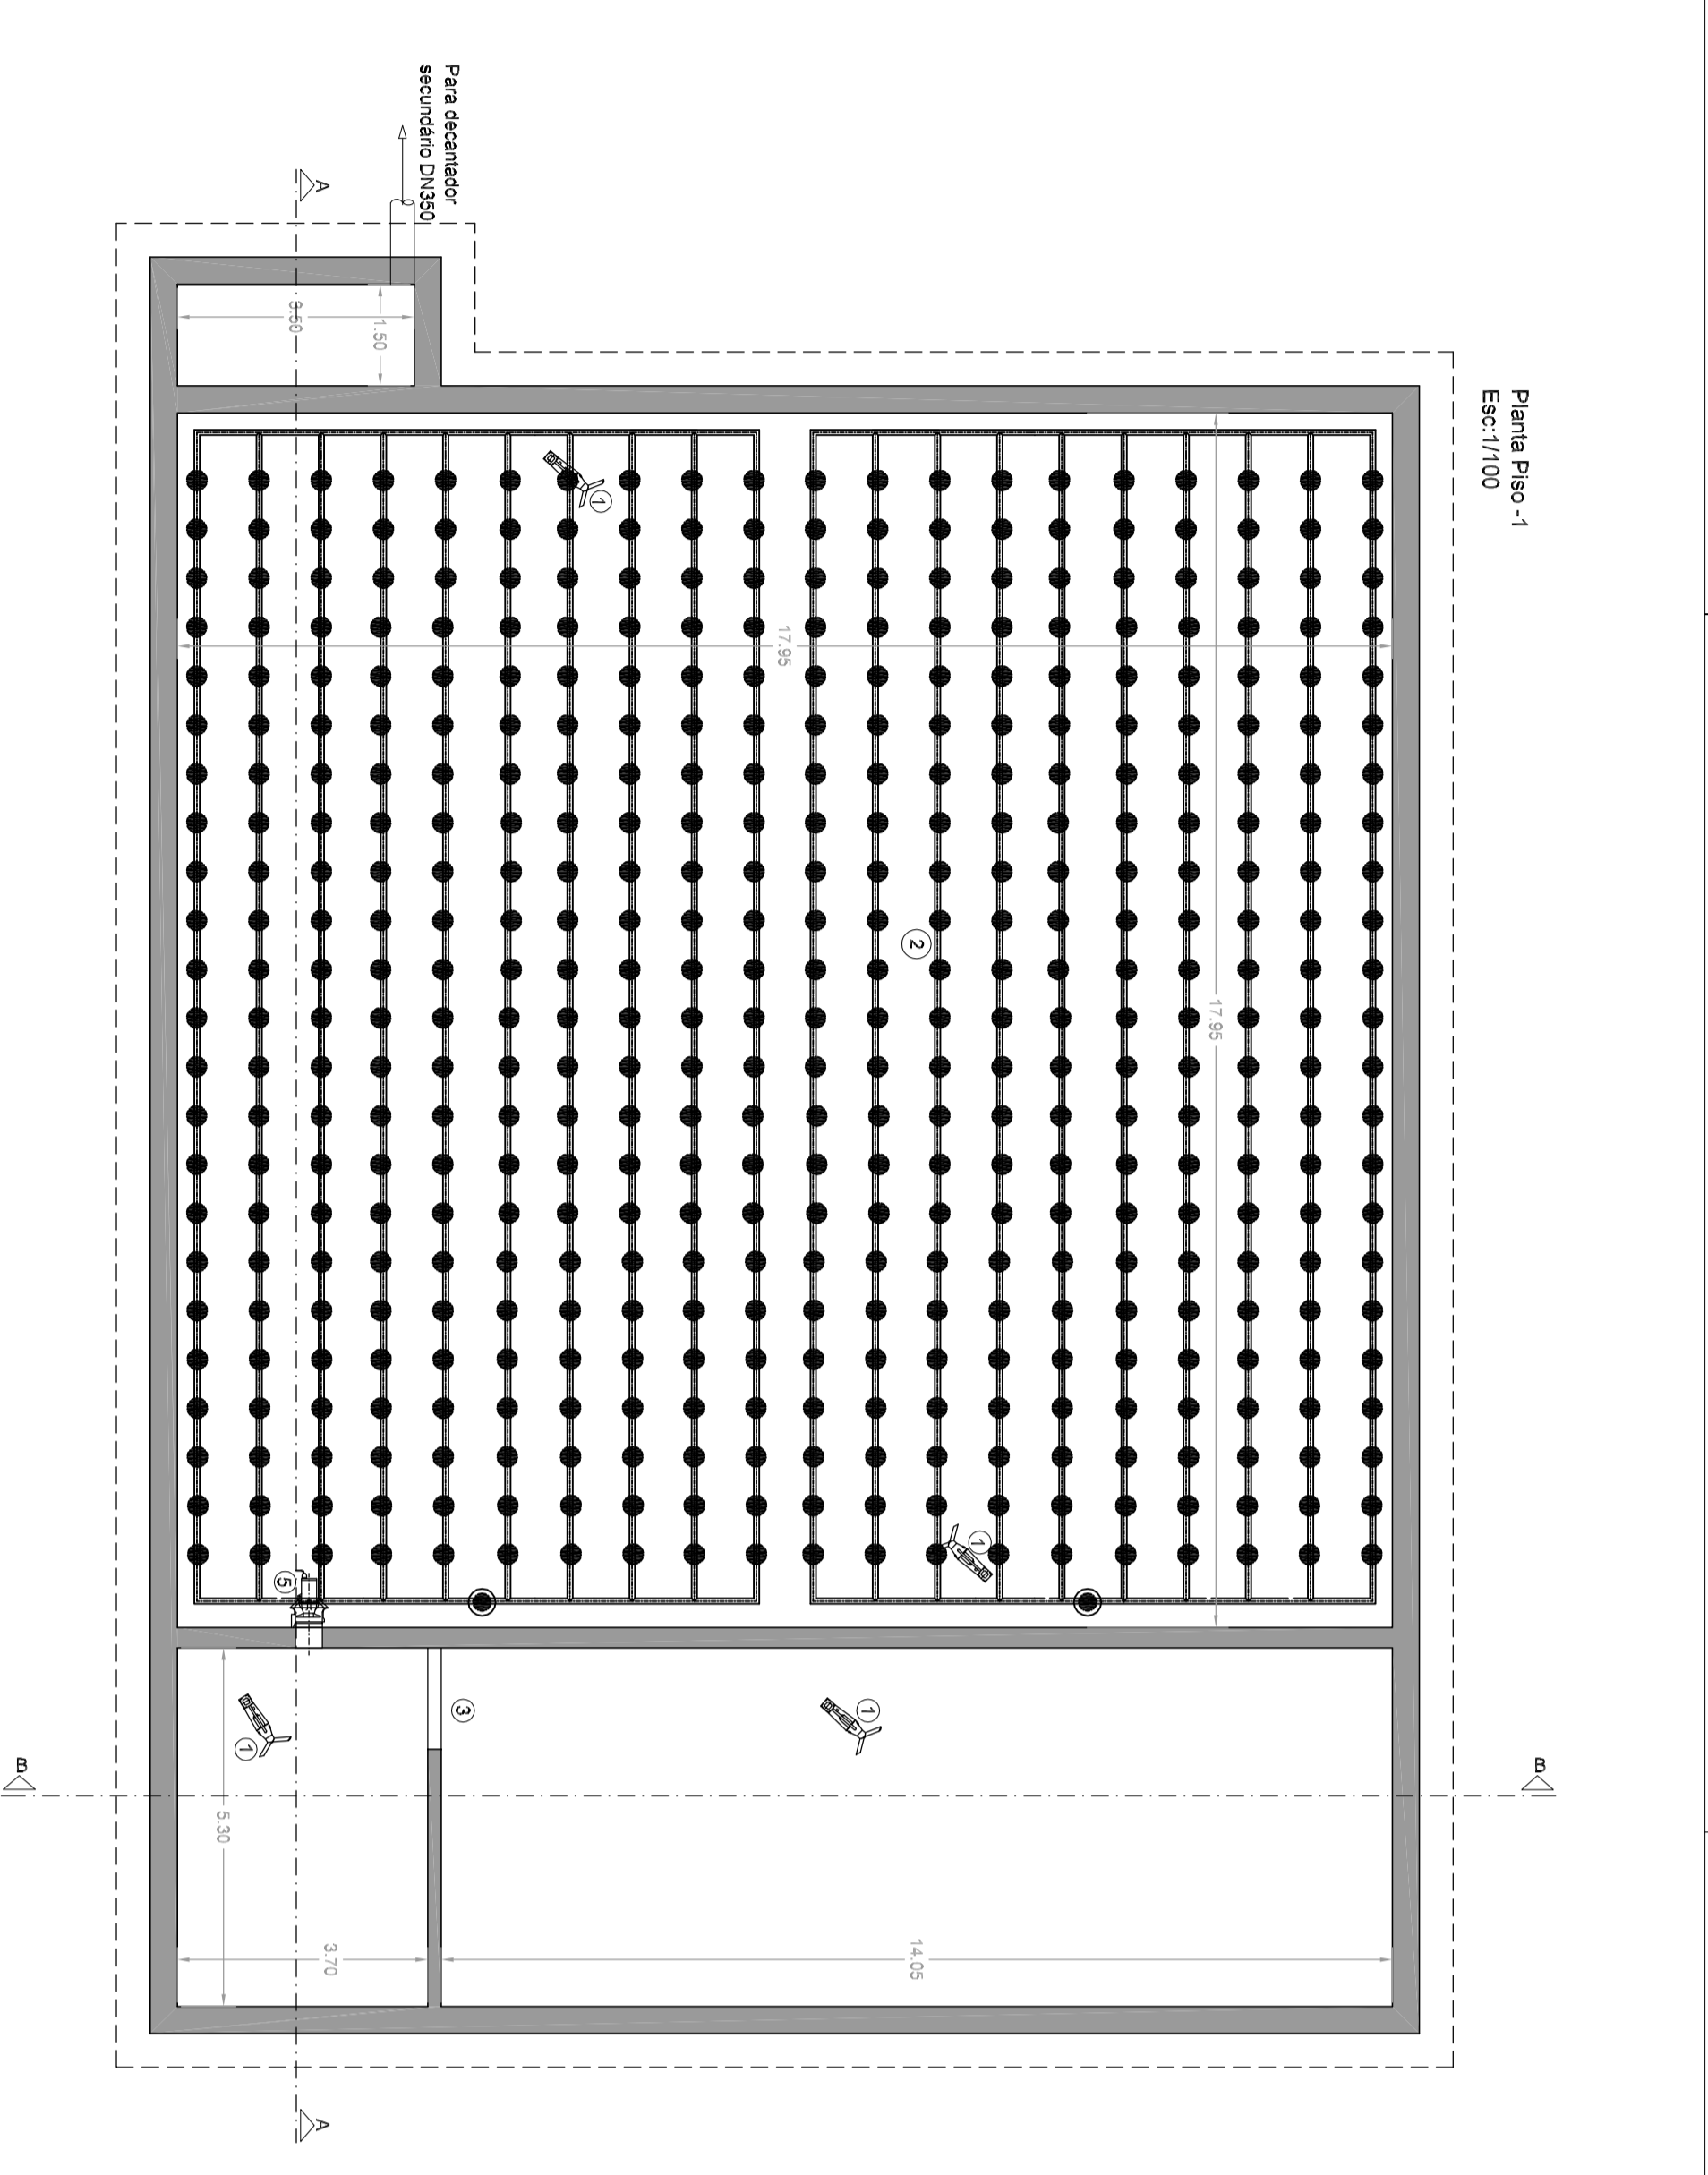 Planta Piso -1
Esc:1/100
Para decantador
secundário DN350
A
3.50
1.50
1
17.95
2
17.95
1
5
3
1
1
B
B
5.30
3.70
14.05
A